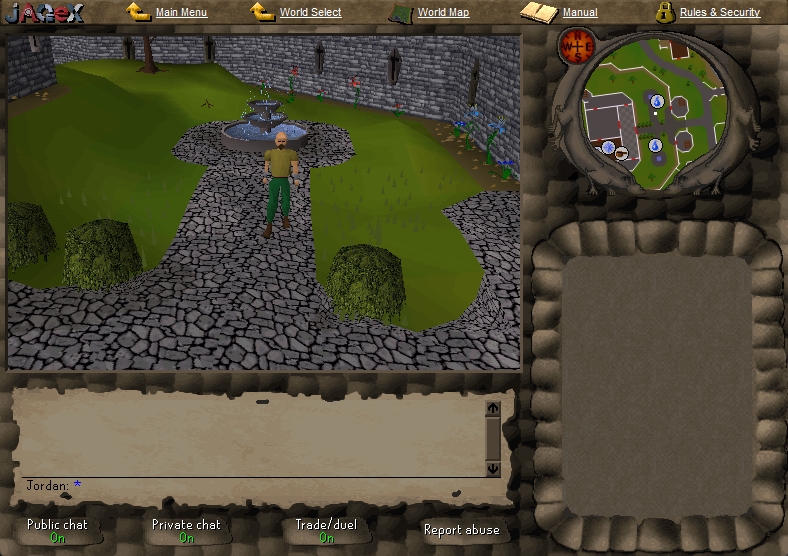 JAGeX
Main Menu
World Select
World Map
Manual
Rules & Security
N
W E
S
Jordan: *
Public chat
On
Private chat
On
Trade/duel
On
Report abuse